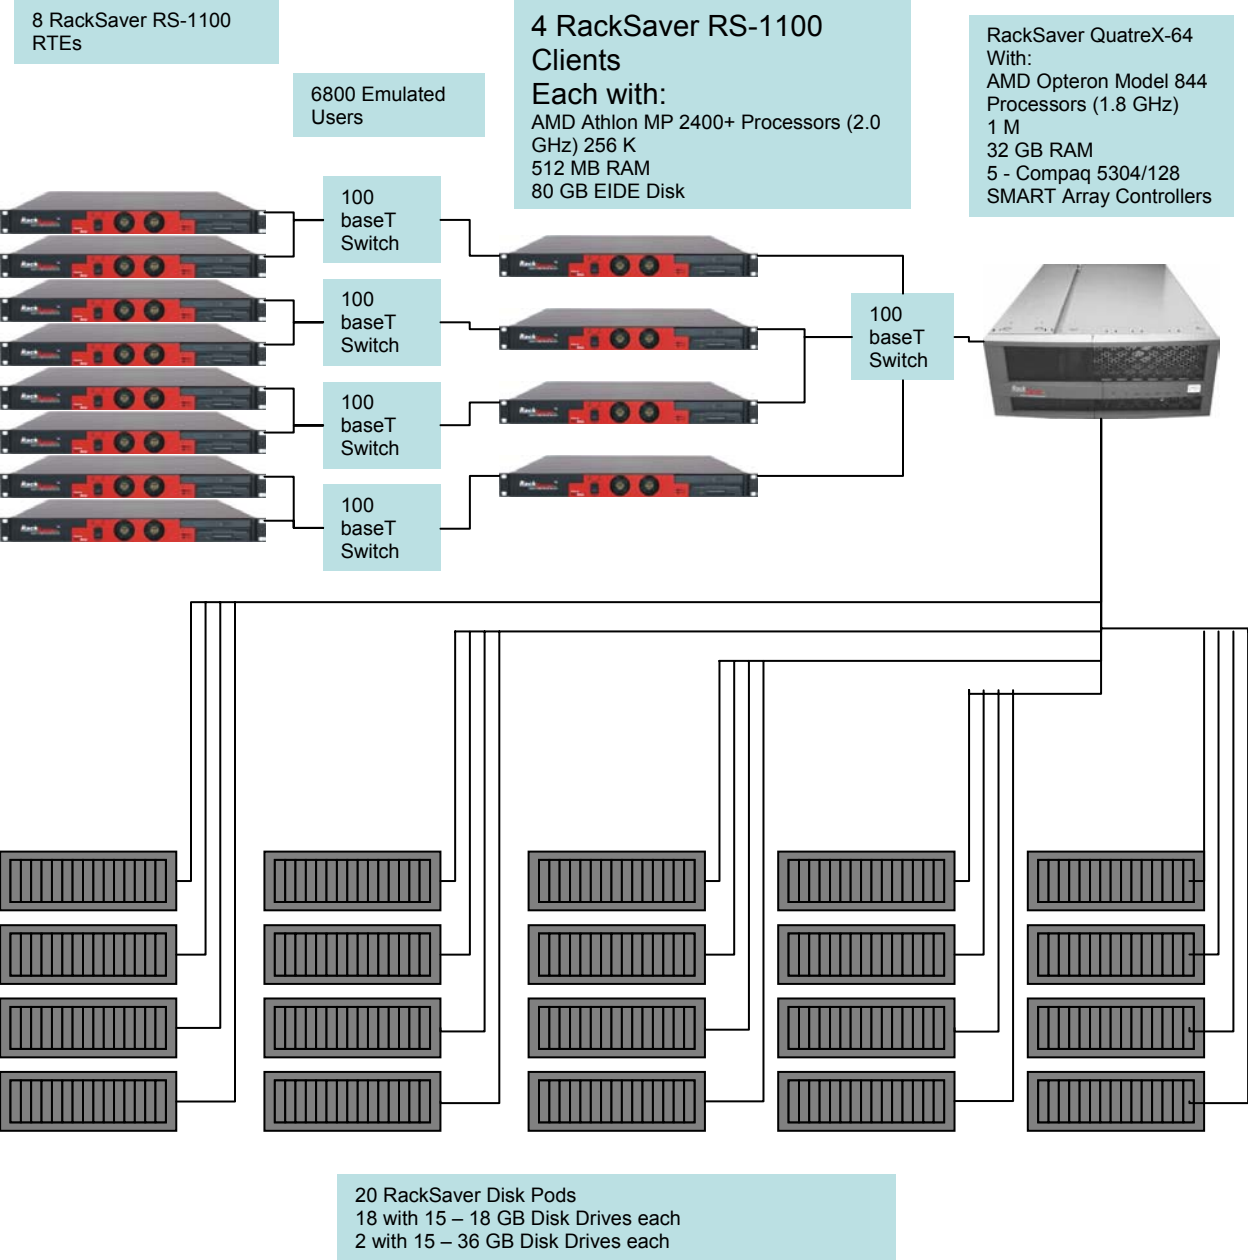 8 RackSaver RS-1100
RTEs
6800 Emulated
Users
4 RackSaver RS-1100
Clients
Each with:
AMD Athlon MP 2400+ Processors (2.0
GHz) 256 K
512 MB RAM
80 GB EIDE Disk
RackSaver QuatreX-64
With:
AMD Opteron Model 844
Processors (1.8 GHz)
1 M
32 GB RAM
5 - Compaq 5304/128
SMART Array Controllers
100
baseT
Switch
100
baseT
Switch
100
baseT
Switch
100
baseT
Switch
100
baseT
Switch
20 RackSaver Disk Pods
18 with 15 – 18 GB Disk Drives each
2 with 15 – 36 GB Disk Drives each